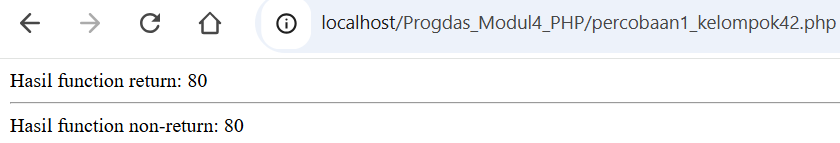 localhost/Progdas_Modul4_PHP/percobaan1_kelompok42.php
Hasil function return: 80
Hasil function non-return: 80